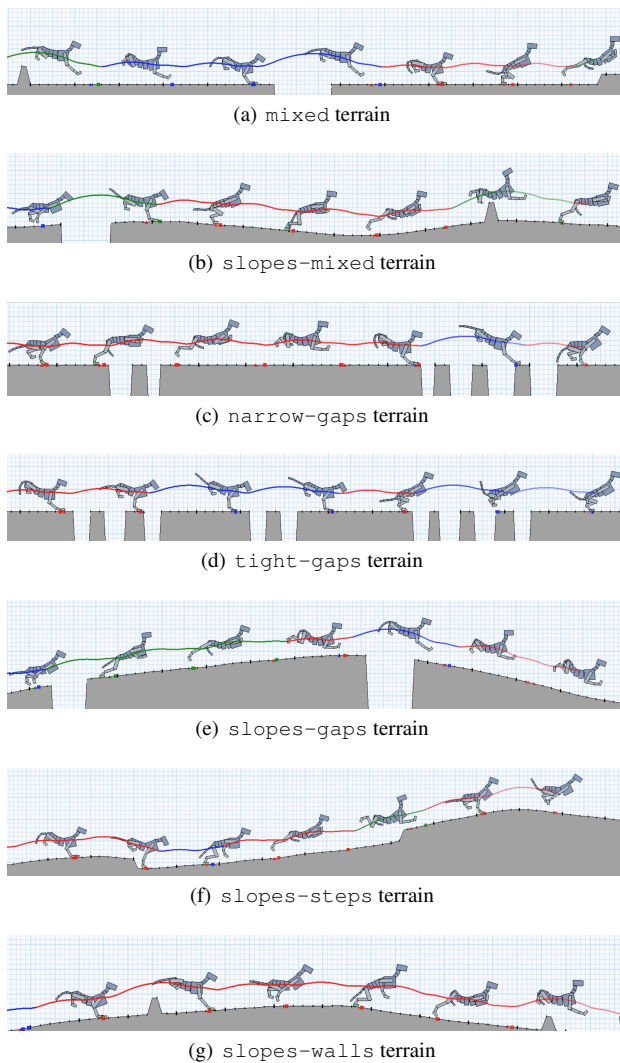 (a) mixed terrain
(b) slopes-mixed terrain
(c) narrow-gaps terrain
(d) tight-gaps terrain
(e) slopes-gaps terrain
(f) slopes-steps terrain
(g) slopes-walls terrain